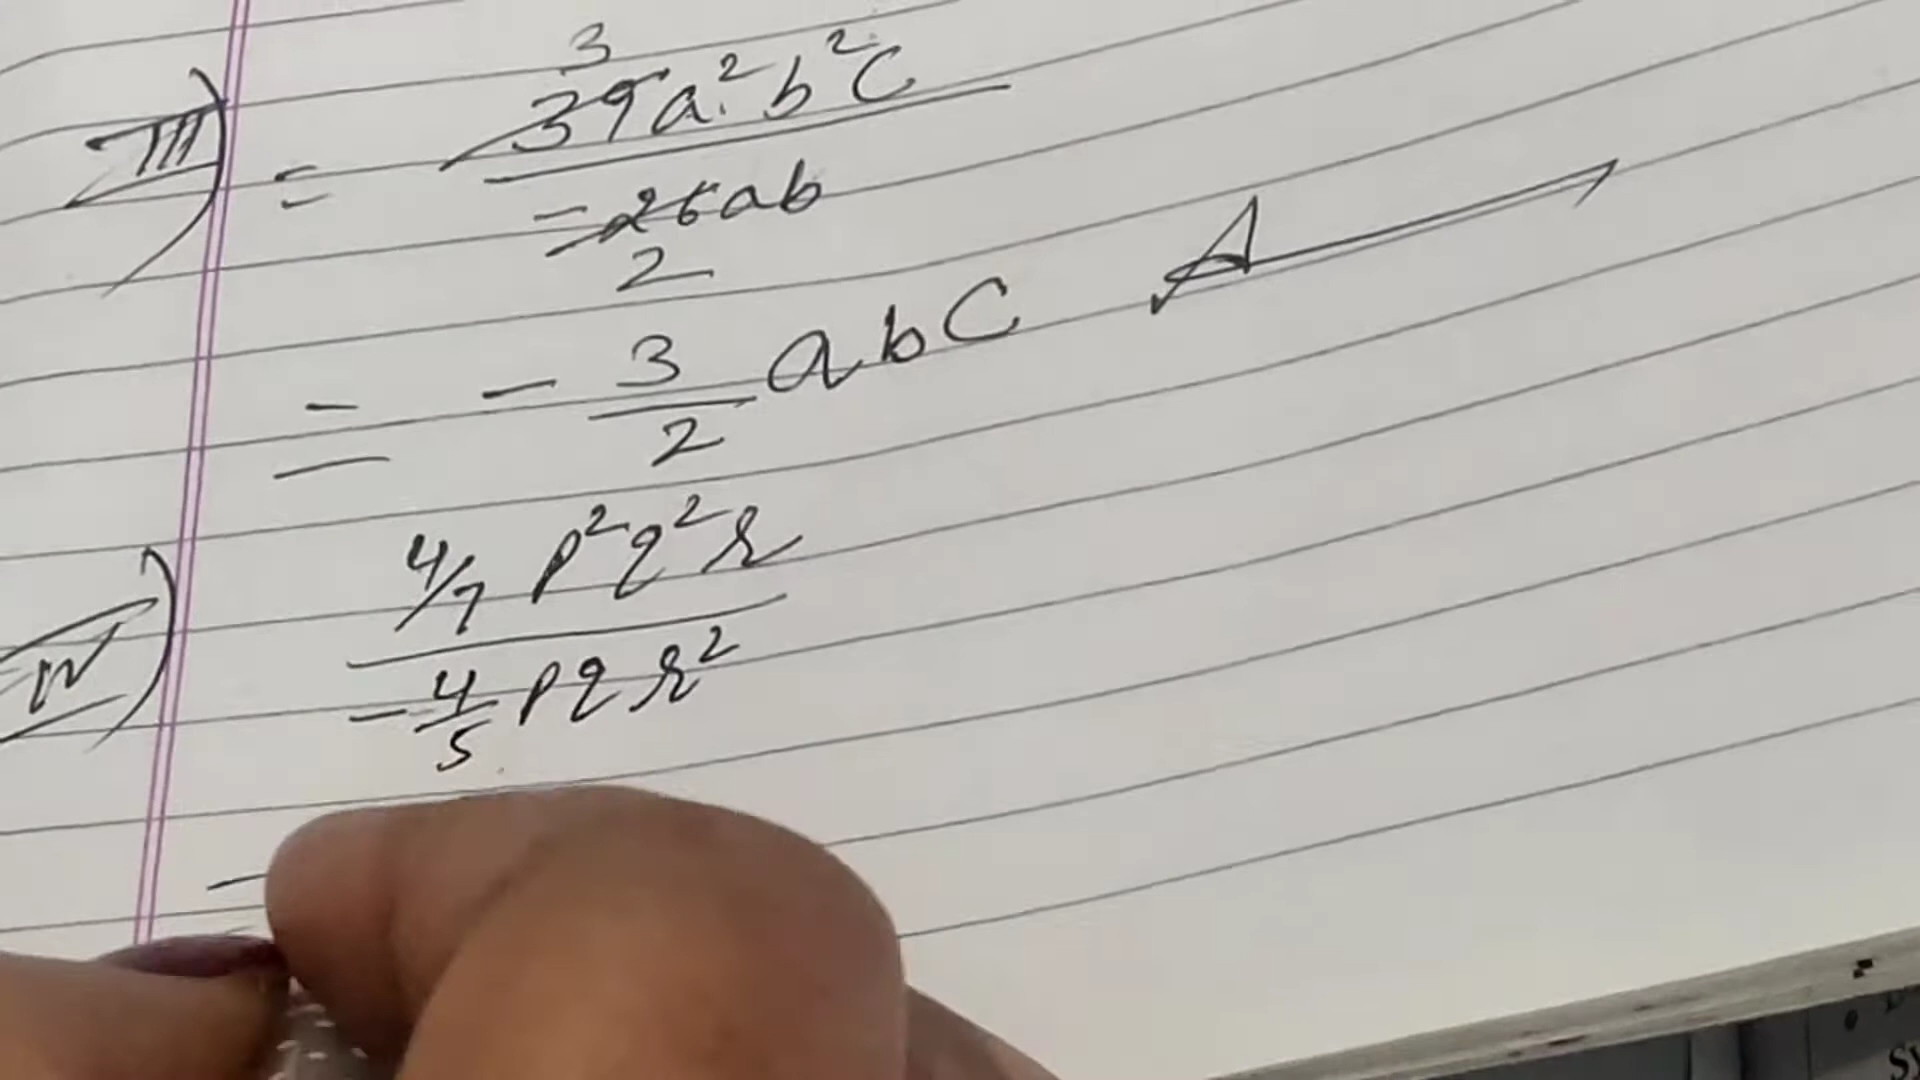 3
III) = 39a²b²c
-26ab
2
= - 3/2 abc A
IV) 4/7 p²q²r
- 4/5 pqr²